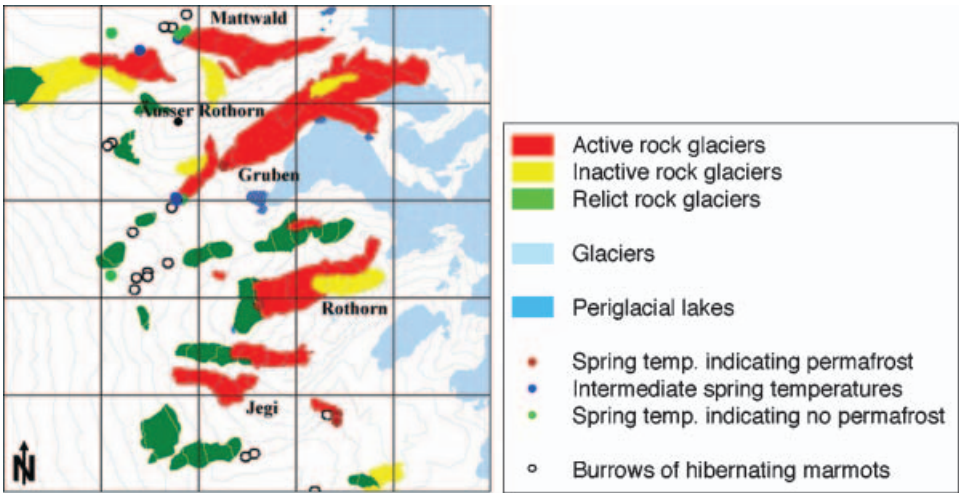 Mattwald
Ausser Rothorn
Gruben
Rothorn
Jegi
N
Active rock glaciers
Inactive rock glaciers
Relict rock glaciers
Glaciers
Periglacial lakes
Spring temp. indicating permafrost
Intermediate spring temperatures
Spring temp. indicating no permafrost
Burrows of hibernating marmots